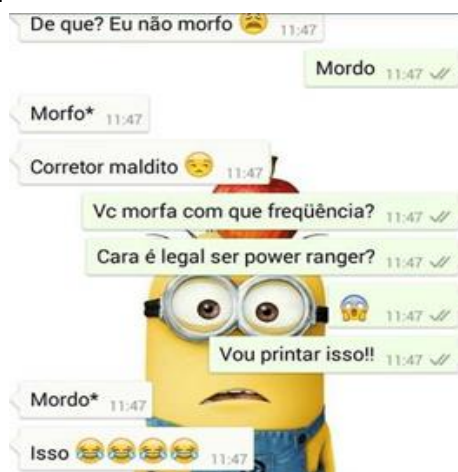 De que? Eu não morfo 😩 11:47
Mordo 11:47
Morfo* 11:47
Corretor maldito 😒 11:47
Vc morfa com que freqüência? 11:47
Cara é legal ser power ranger? 11:47
😱 11:47
Vou printar isso!! 11:47
Mordo* 11:47
Isso 😂😂😂😂 11:47